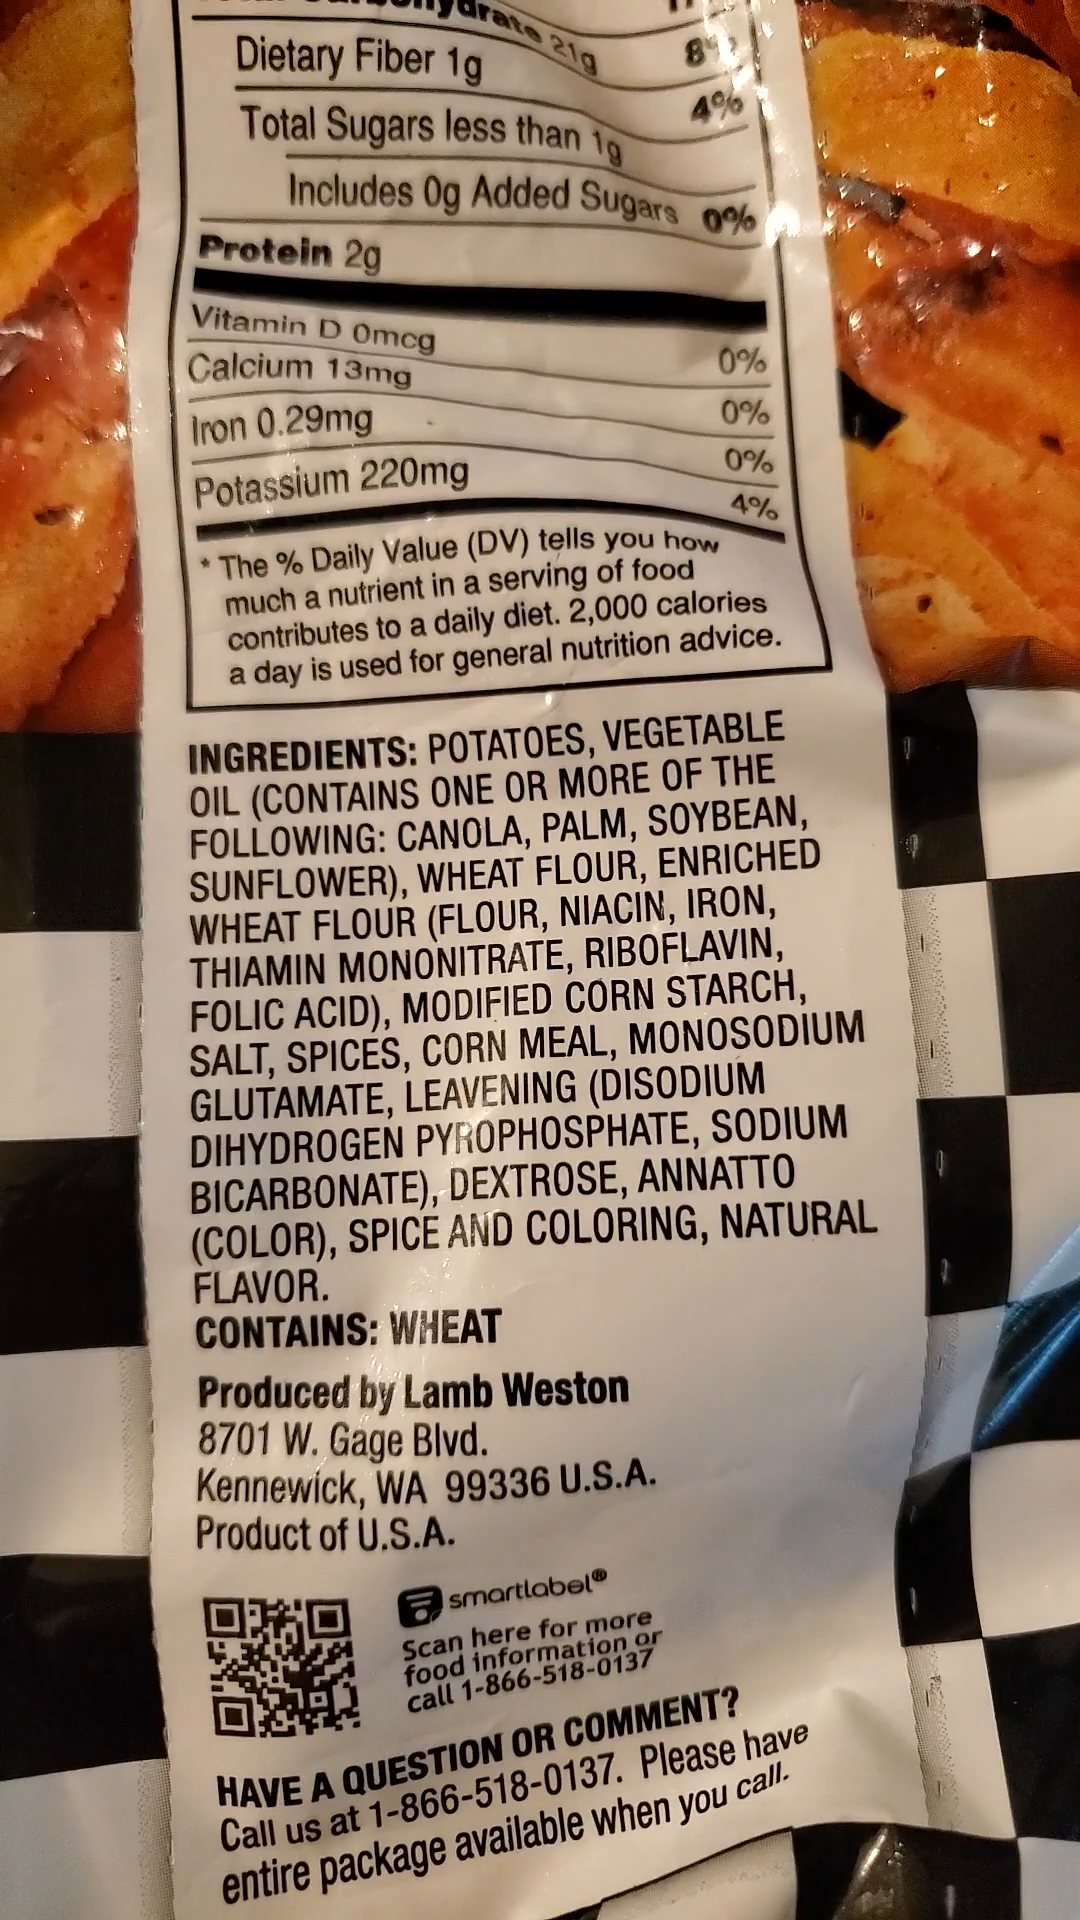 Carbohydrate 21g 8%
Dietary Fiber 1g 4%
Total Sugars less than 1g
Includes 0g Added Sugars 0%
Protein 2g
Vitamin D 0mcg 0%
Calcium 13mg 0%
Iron 0.29mg 0%
Potassium 220mg 4%
* The % Daily Value (DV) tells you how
much a nutrient in a serving of food
contributes to a daily diet. 2,000 calories
a day is used for general nutrition advice.
INGREDIENTS: POTATOES, VEGETABLE
OIL (CONTAINS ONE OR MORE OF THE
FOLLOWING: CANOLA, PALM, SOYBEAN,
SUNFLOWER), WHEAT FLOUR, ENRICHED
WHEAT FLOUR (FLOUR, NIACIN, IRON,
THIAMIN MONONITRATE, RIBOFLAVIN,
FOLIC ACID), MODIFIED CORN STARCH,
SALT, SPICES, CORN MEAL, MONOSODIUM
GLUTAMATE, LEAVENING (DISODIUM
DIHYDROGEN PYROPHOSPHATE, SODIUM
BICARBONATE), DEXTROSE, ANNATTO
(COLOR), SPICE AND COLORING, NATURAL
FLAVOR.
CONTAINS: WHEAT
Produced by Lamb Weston
8701 W. Gage Blvd.
Kennewick, WA 99336 U.S.A.
Product of U.S.A.
smartlabel®
Scan here for more
food information or
call 1-866-518-0137
HAVE A QUESTION OR COMMENT?
Call us at 1-866-518-0137. Please have
entire package available when you call.